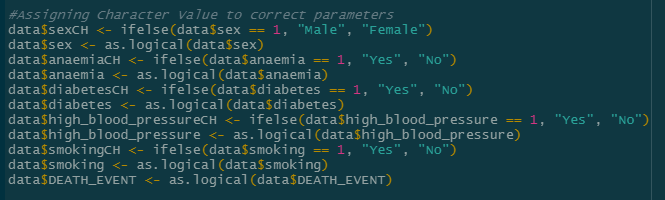 #Assigning Character Value to correct parameters
data$sexCH <- ifelse(data$sex == 1, "Male", "Female")
data$sex <- as.logical(data$sex)
data$anaemiaCH <- ifelse(data$anaemia == 1, "Yes", "No")
data$anaemia <- as.logical(data$anaemia)
data$diabetesCH <- ifelse(data$diabetes == 1, "Yes", "No")
data$diabetes <- as.logical(data$diabetes)
data$high_blood_pressureCH <- ifelse(data$high_blood_pressure == 1, "Yes", "No")
data$high_blood_pressure <- as.logical(data$high_blood_pressure)
data$smokingCH <- ifelse(data$smoking == 1, "Yes", "No")
data$smoking <- as.logical(data$smoking)
data$DEATH_EVENT <- as.logical(data$DEATH_EVENT)